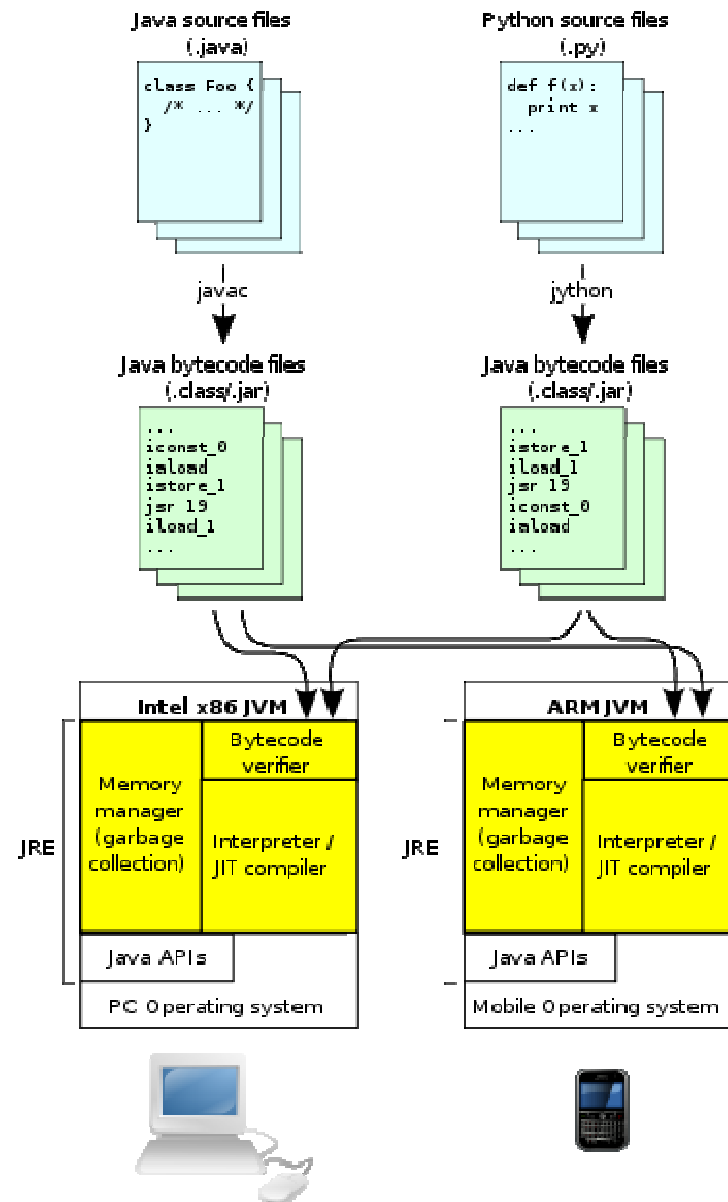 Java source files
(.java)
class Foo {
/* ... */
}
javac
Java bytecode files
(.class/.jar)
...
iconst_0
iaload
istore_1
jsr 19
iload_1
...
Python source files
(.py)
def f(x):
print x
...
jython
Java bytecode files
(.class/.jar)
...
istore_1
iload_1
jsr 19
iconst_0
iaload
...
Intel x86 JVM
JRE
Memory
manager
(garbage
collection)
Bytecode
verifier
Interpreter /
JIT compiler
Java APIs
PC Operating system
ARM JVM
JRE
Memory
manager
(garbage
collection)
Bytecode
verifier
Interpreter /
JIT compiler
Java APIs
Mobile Operating system